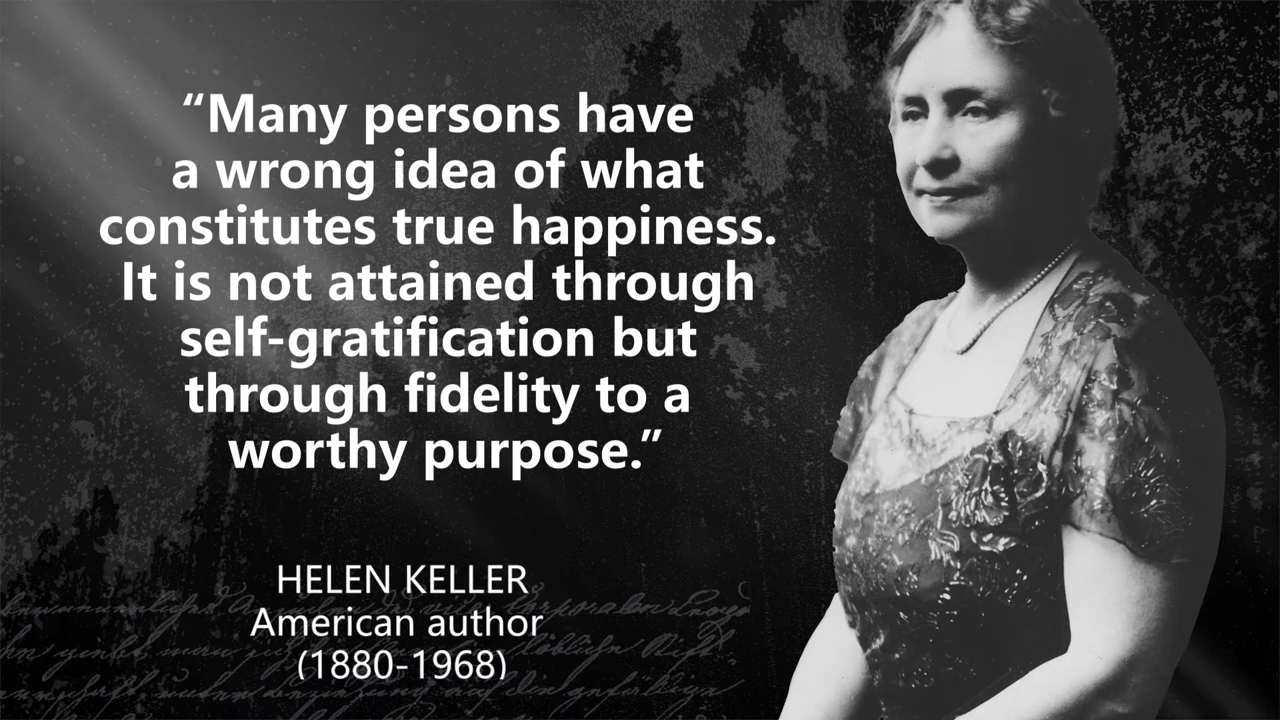 “Many persons have
a wrong idea of what
constitutes true happiness.
It is not attained through
self-gratification but
through fidelity to a
worthy purpose.”
HELEN KELLER
American author
(1880-1968)